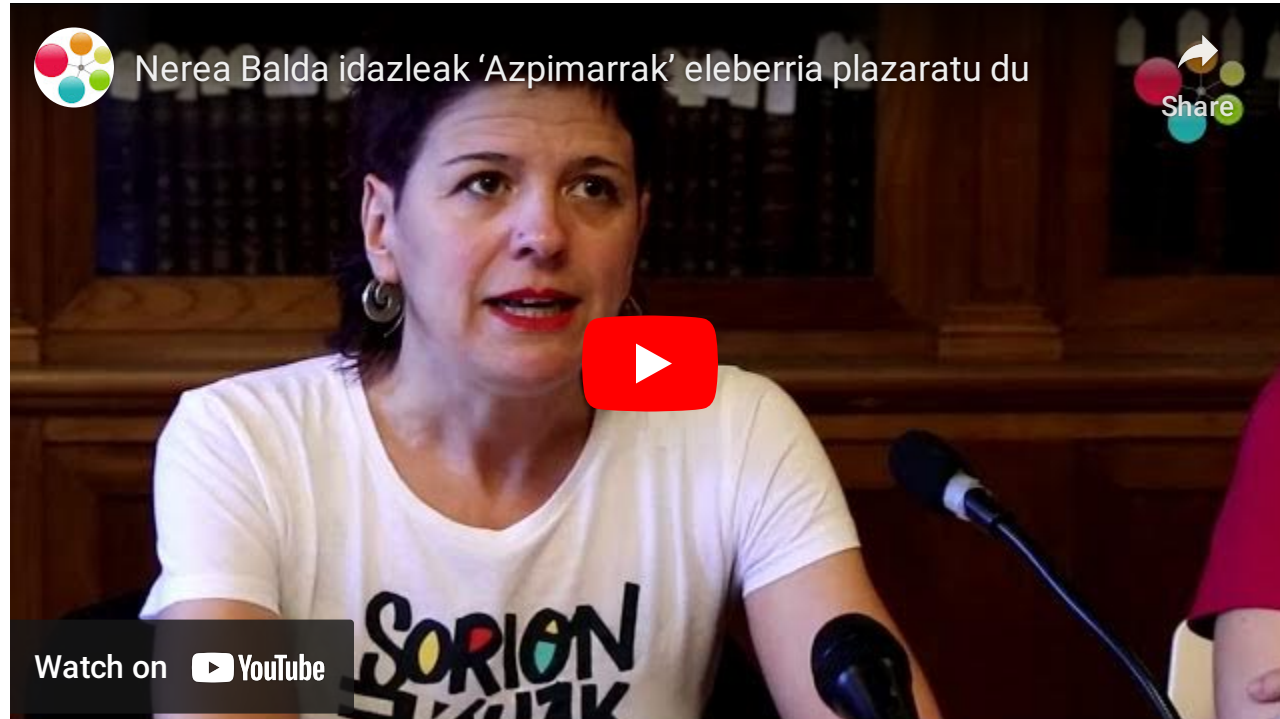 Nerea Balda idazleak ‘Azpimarrak’ eleberria plazaratu du
Share
SORION
Watch on YouTube